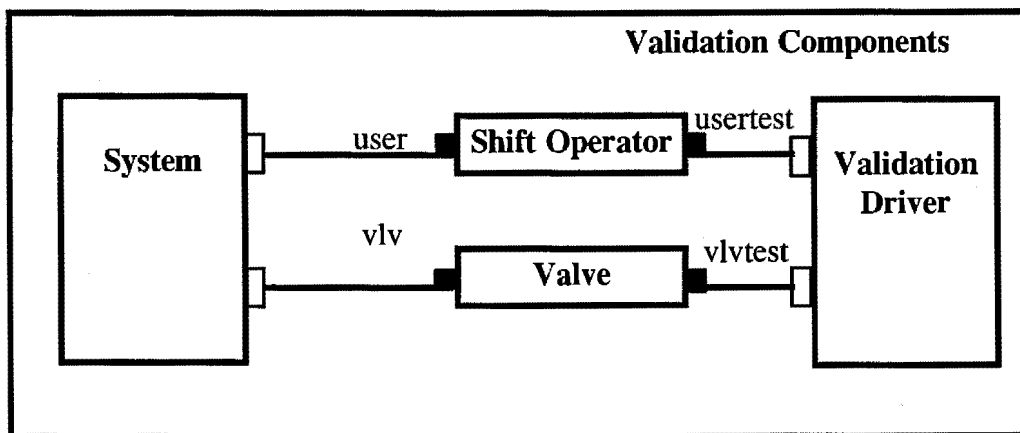 Validation Components
user
Shift Operator
usertest
System
Validation
Driver
vlv
Valve
vlvtest